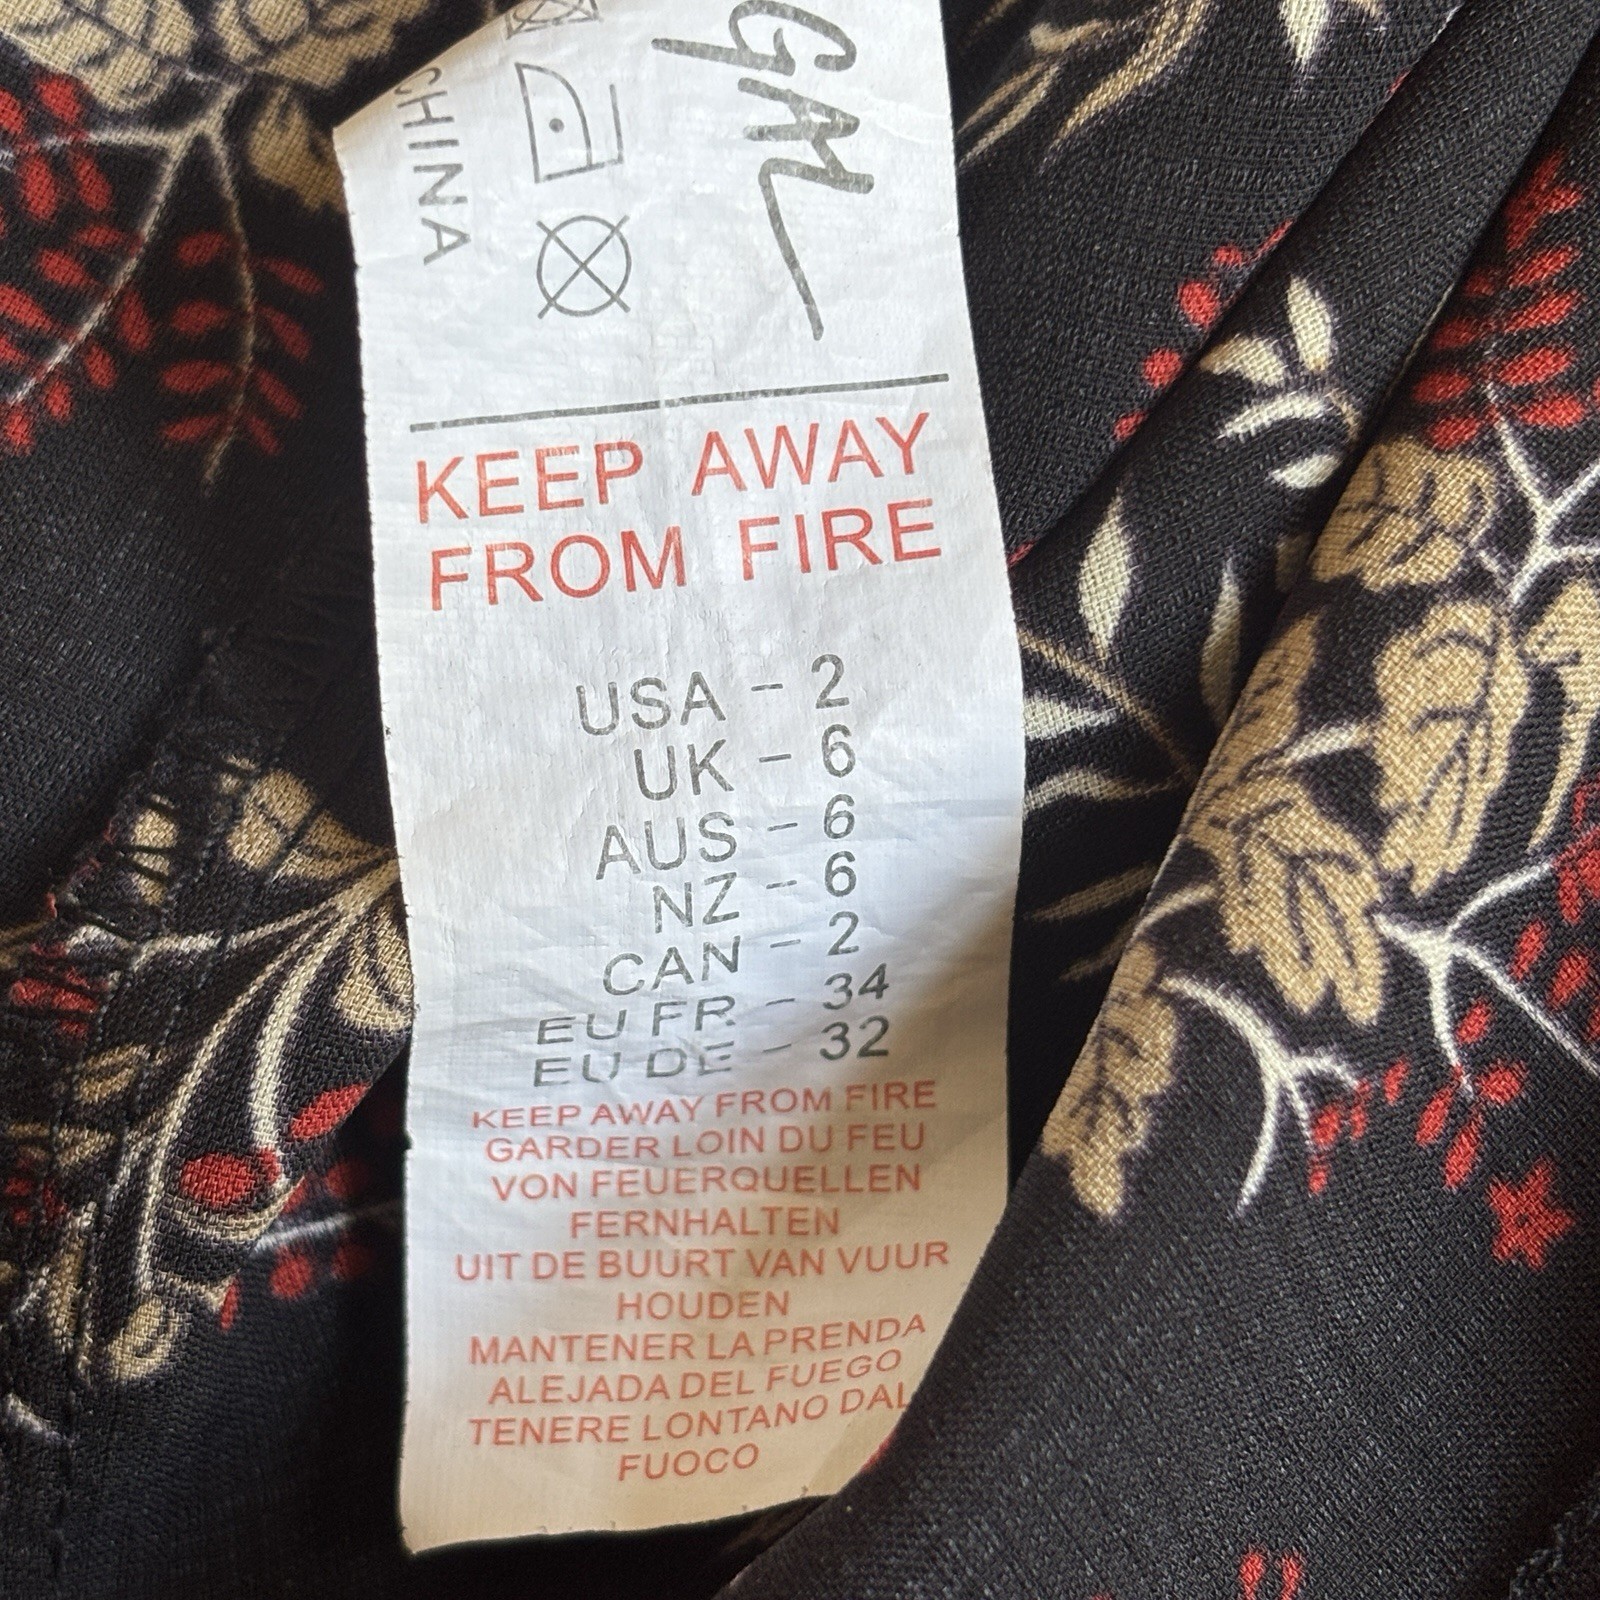 CHINA
GAL
KEEP AWAY
FROM FIRE
USA - 2
UK - 6
AUS - 6
NZ - 6
CAN - 2
EU FR - 34
EU DE - 32
KEEP AWAY FROM FIRE
GARDER LOIN DU FEU
VON FEUERQUELLEN
FERNHALTEN
UIT DE BUURT VAN VUUR
HOUDEN
MANTENER LA PRENDA
ALEJADA DEL FUEGO
TENERE LONTANO DAL
FUOCO